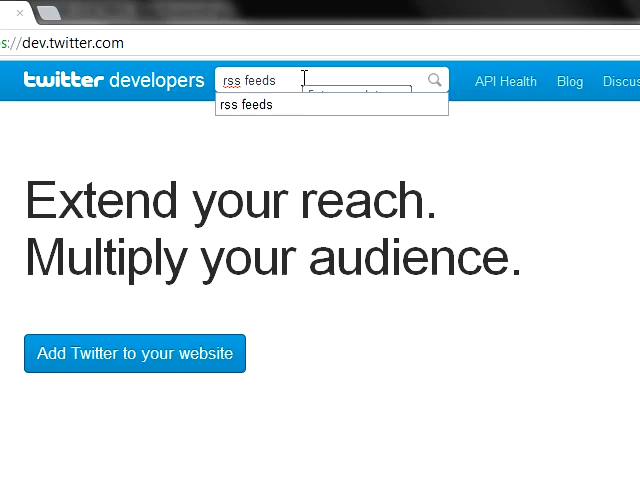 s://dev.twitter.com
twitter developers rss feeds API Health Blog Discus
rss feeds
Extend your reach.
Multiply your audience.
Add Twitter to your website